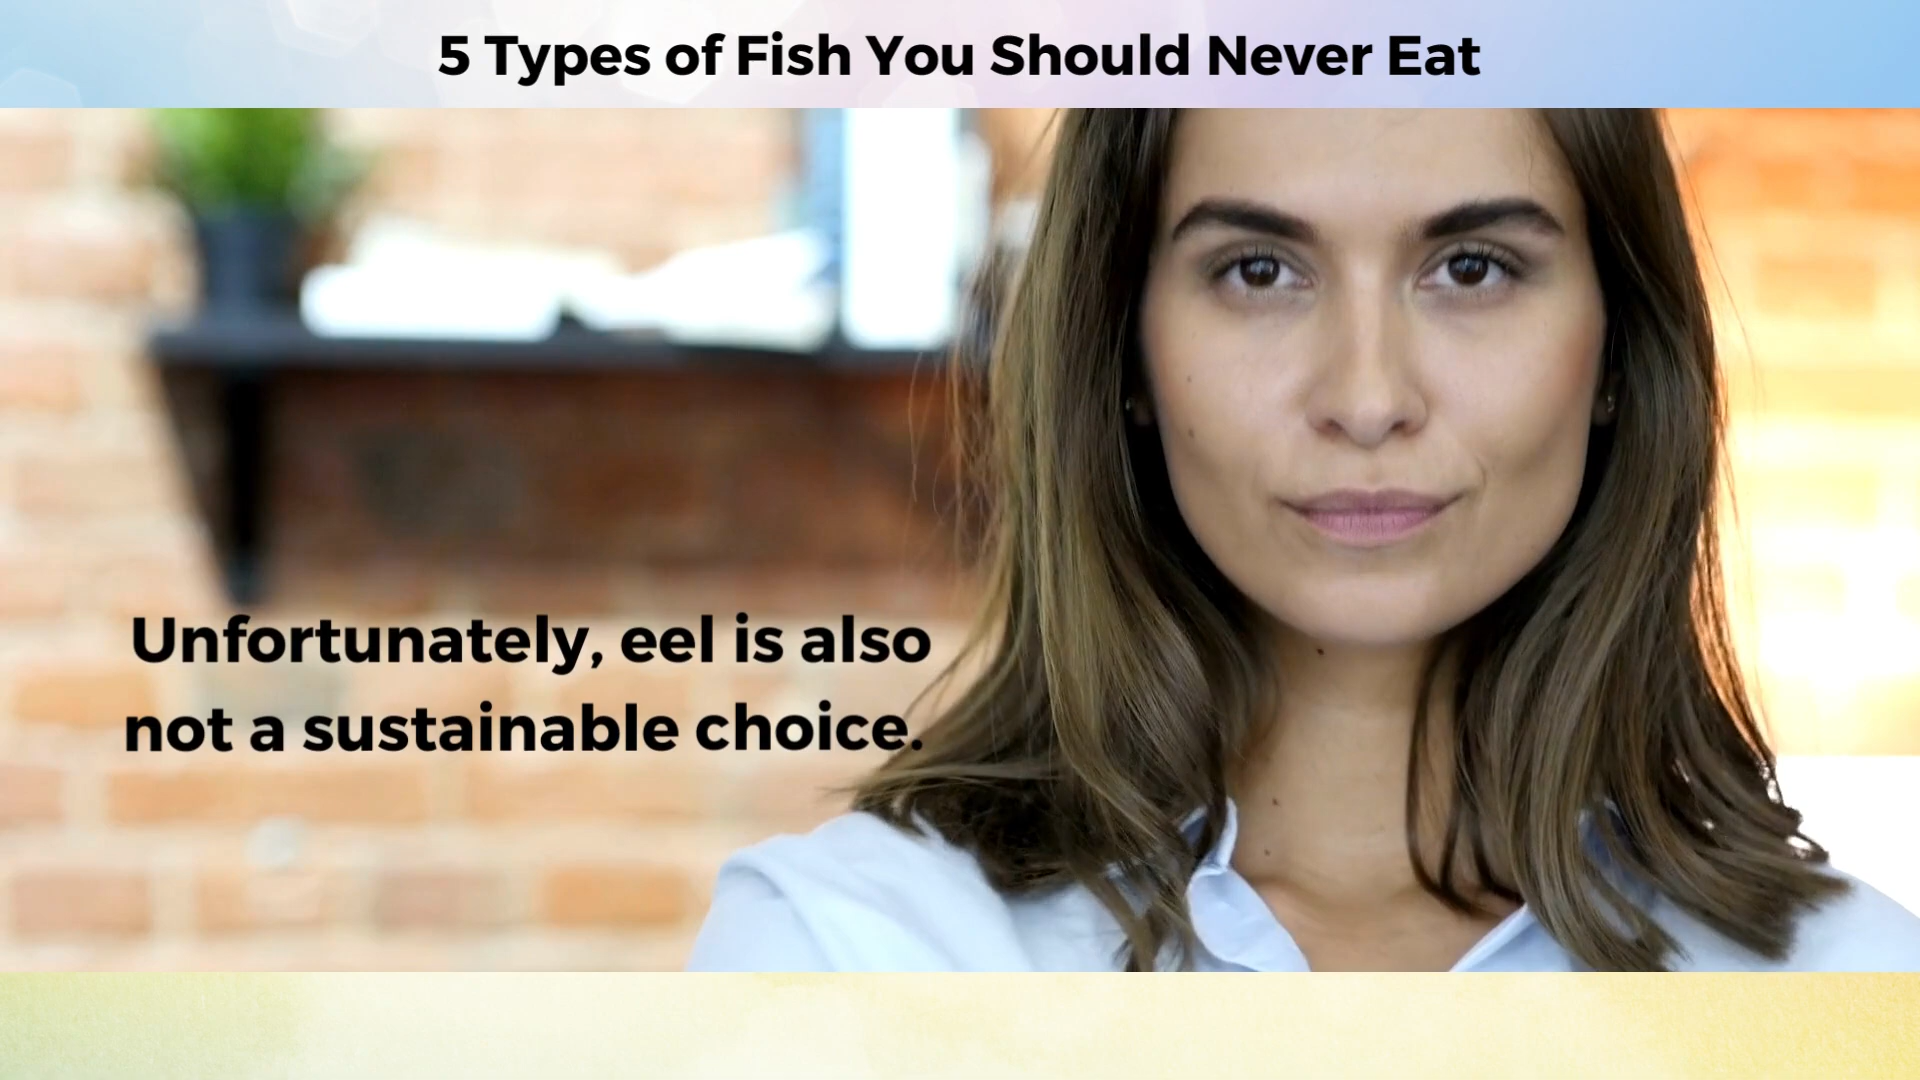 5 Types of Fish You Should Never Eat
Unfortunately, eel is also
not a sustainable choice.